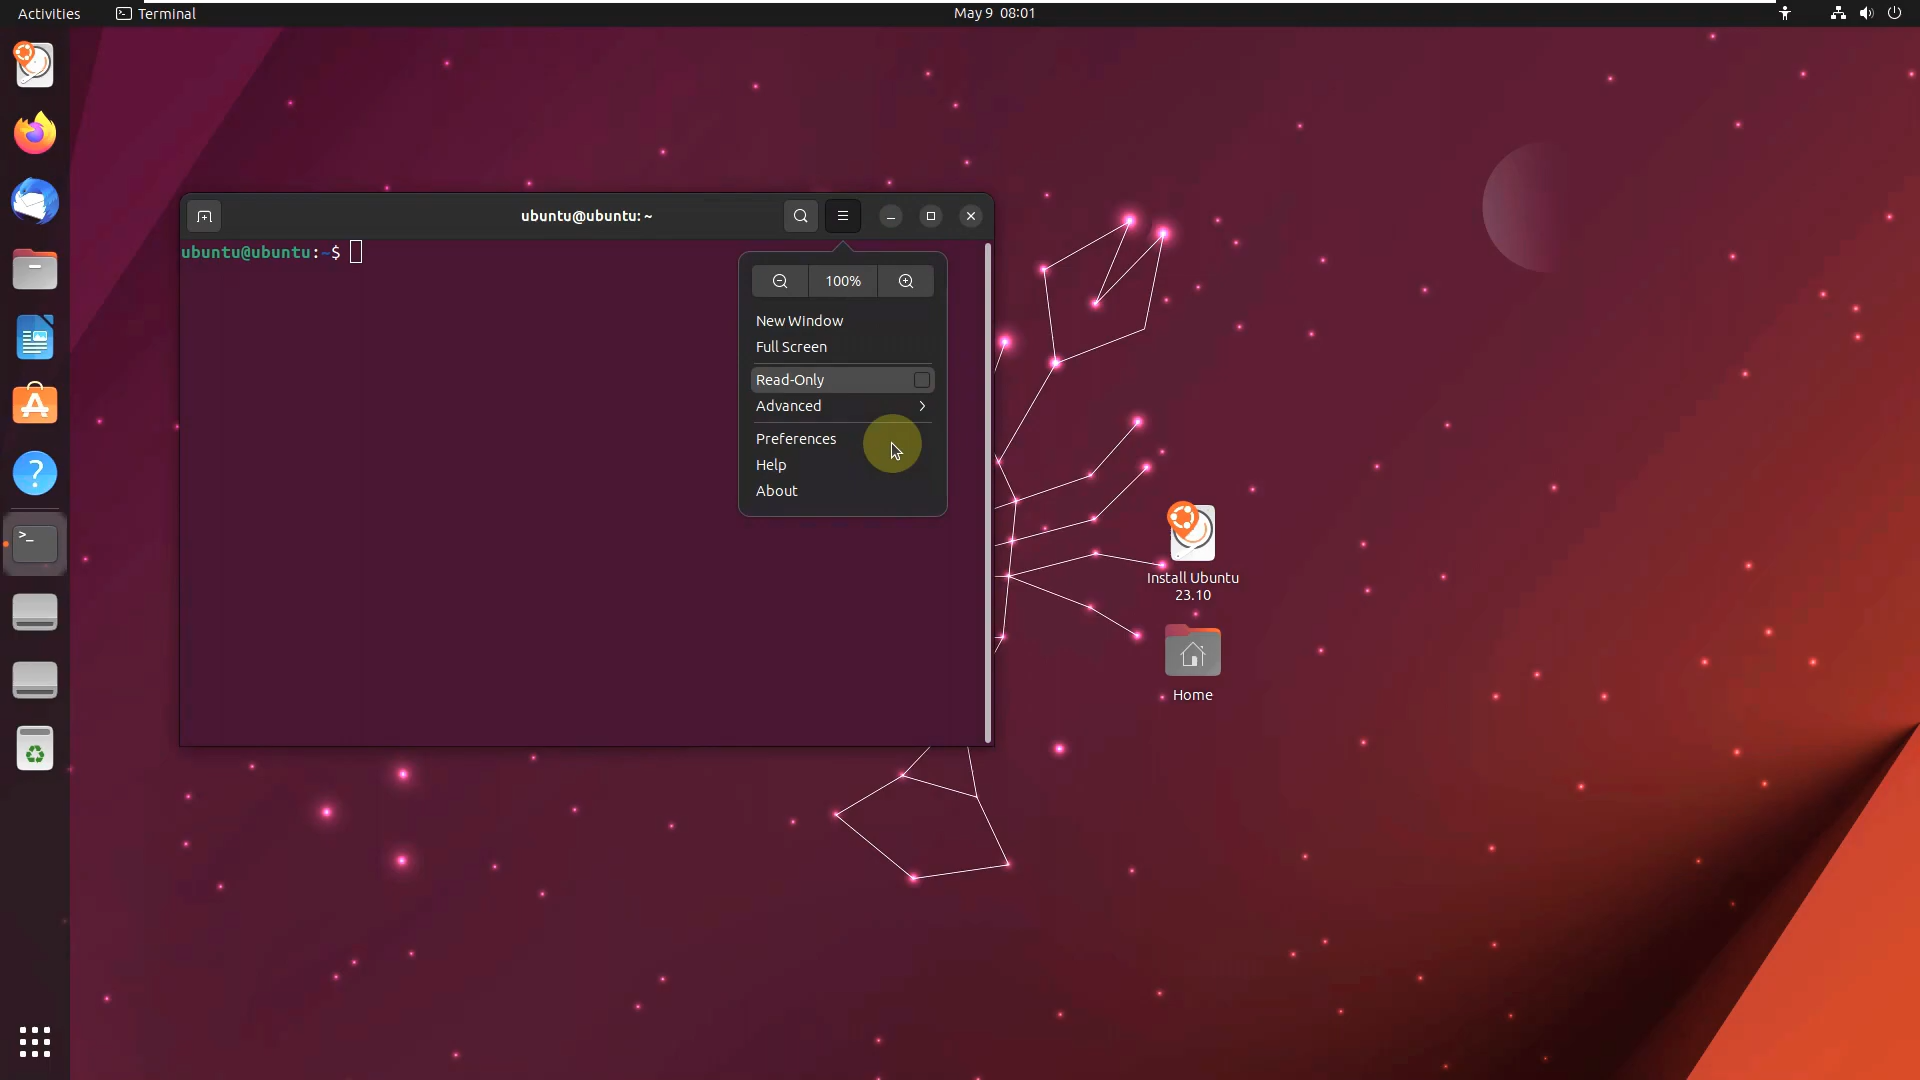 Activities
Terminal
May 9 08:01
ubuntu@ubuntu: ~
ubuntu@ubuntu:~$
100%
New Window
Full Screen
Read-Only
Advanced
Preferences
Help
About
Install Ubuntu
23.10
Home